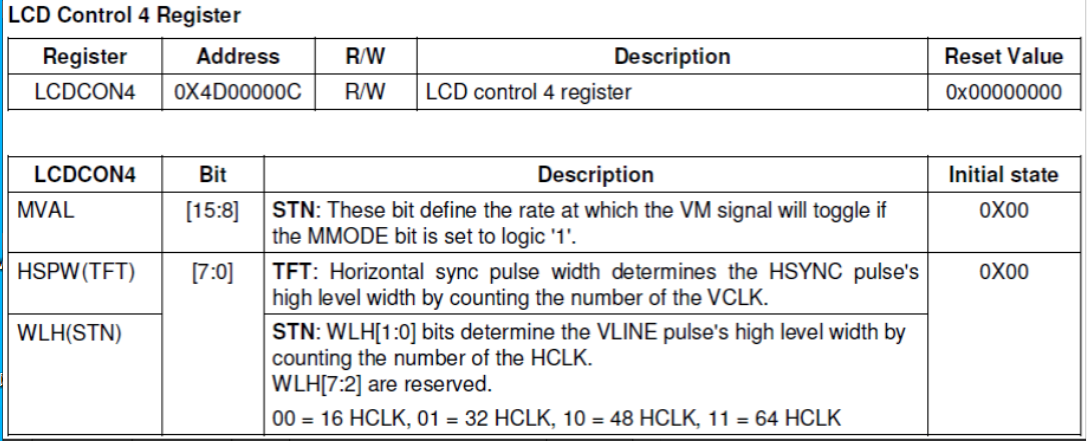 LCD Control 4 Register
Register Address R/W Description Reset Value
LCDCON4 0X4D00000C R/W LCD control 4 register 0x00000000
LCDCON4 Bit Description Initial state
MVAL [15:8] STN: These bit define the rate at which the VM signal will toggle if 0X00
the MMODE bit is set to logic '1'.
HSPW(TFT) [7:0] TFT: Horizontal sync pulse width determines the HSYNC pulse's 0X00
high level width by counting the number of the VCLK.
WLH(STN) STN: WLH[1:0] bits determine the VLINE pulse's high level width by
counting the number of the HCLK.
WLH[7:2] are reserved.
00 = 16 HCLK, 01 = 32 HCLK, 10 = 48 HCLK, 11 = 64 HCLK